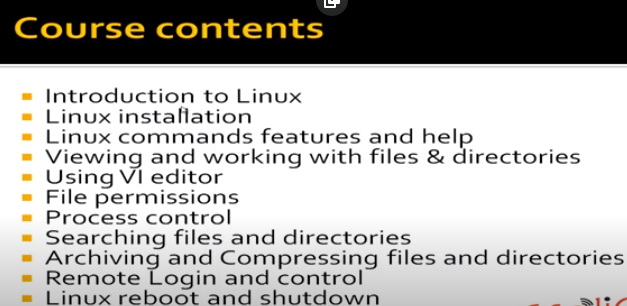 Course contents
Introduction to Linux
Linux installation
Linux commands features and help
Viewing and working with files & directories
Using VI editor
File permissions
Process control
Searching files and directories
Archiving and Compressing files and directories
Remote Login and control
Linux reboot and shutdown